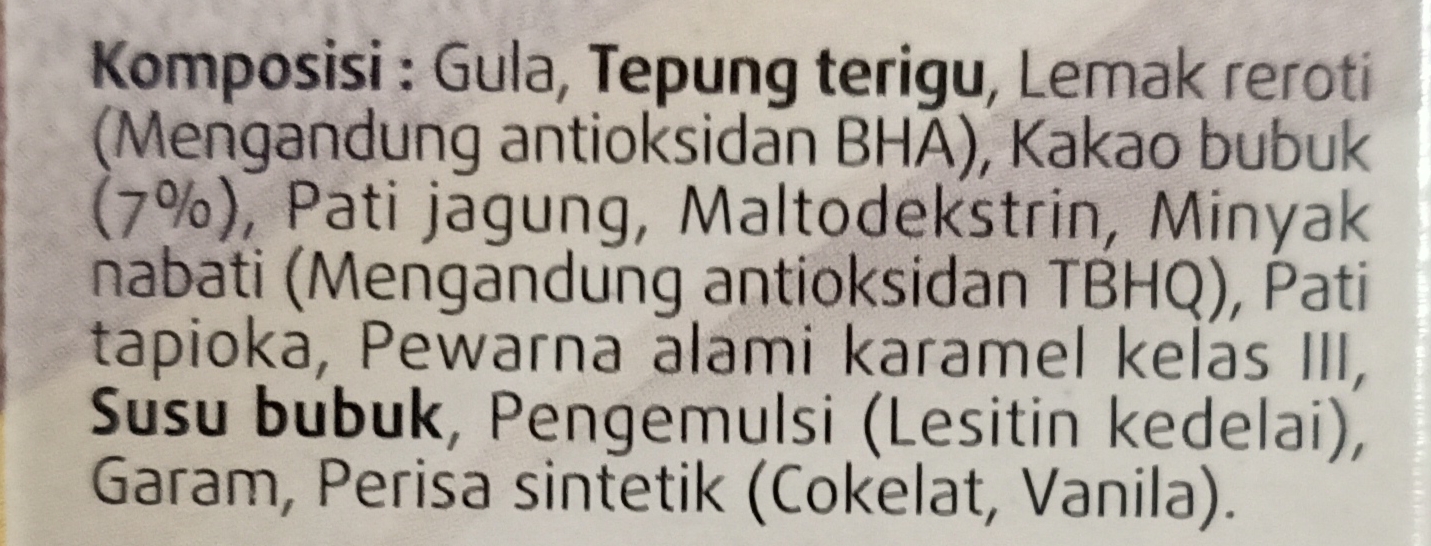 Komposisi : Gula, Tepung terigu, Lemak reroti
(Mengandung antioksidan BHA), Kakao bubuk
(7%), Pati jagung, Maltodekstrin, Minyak
nabati (Mengandung antioksidan TBHQ), Pati
tapioka, Pewarna alami karamel kelas III,
Susu bubuk, Pengemulsi (Lesitin kedelai),
Garam, Perisa sintetik (Cokelat, Vanila).